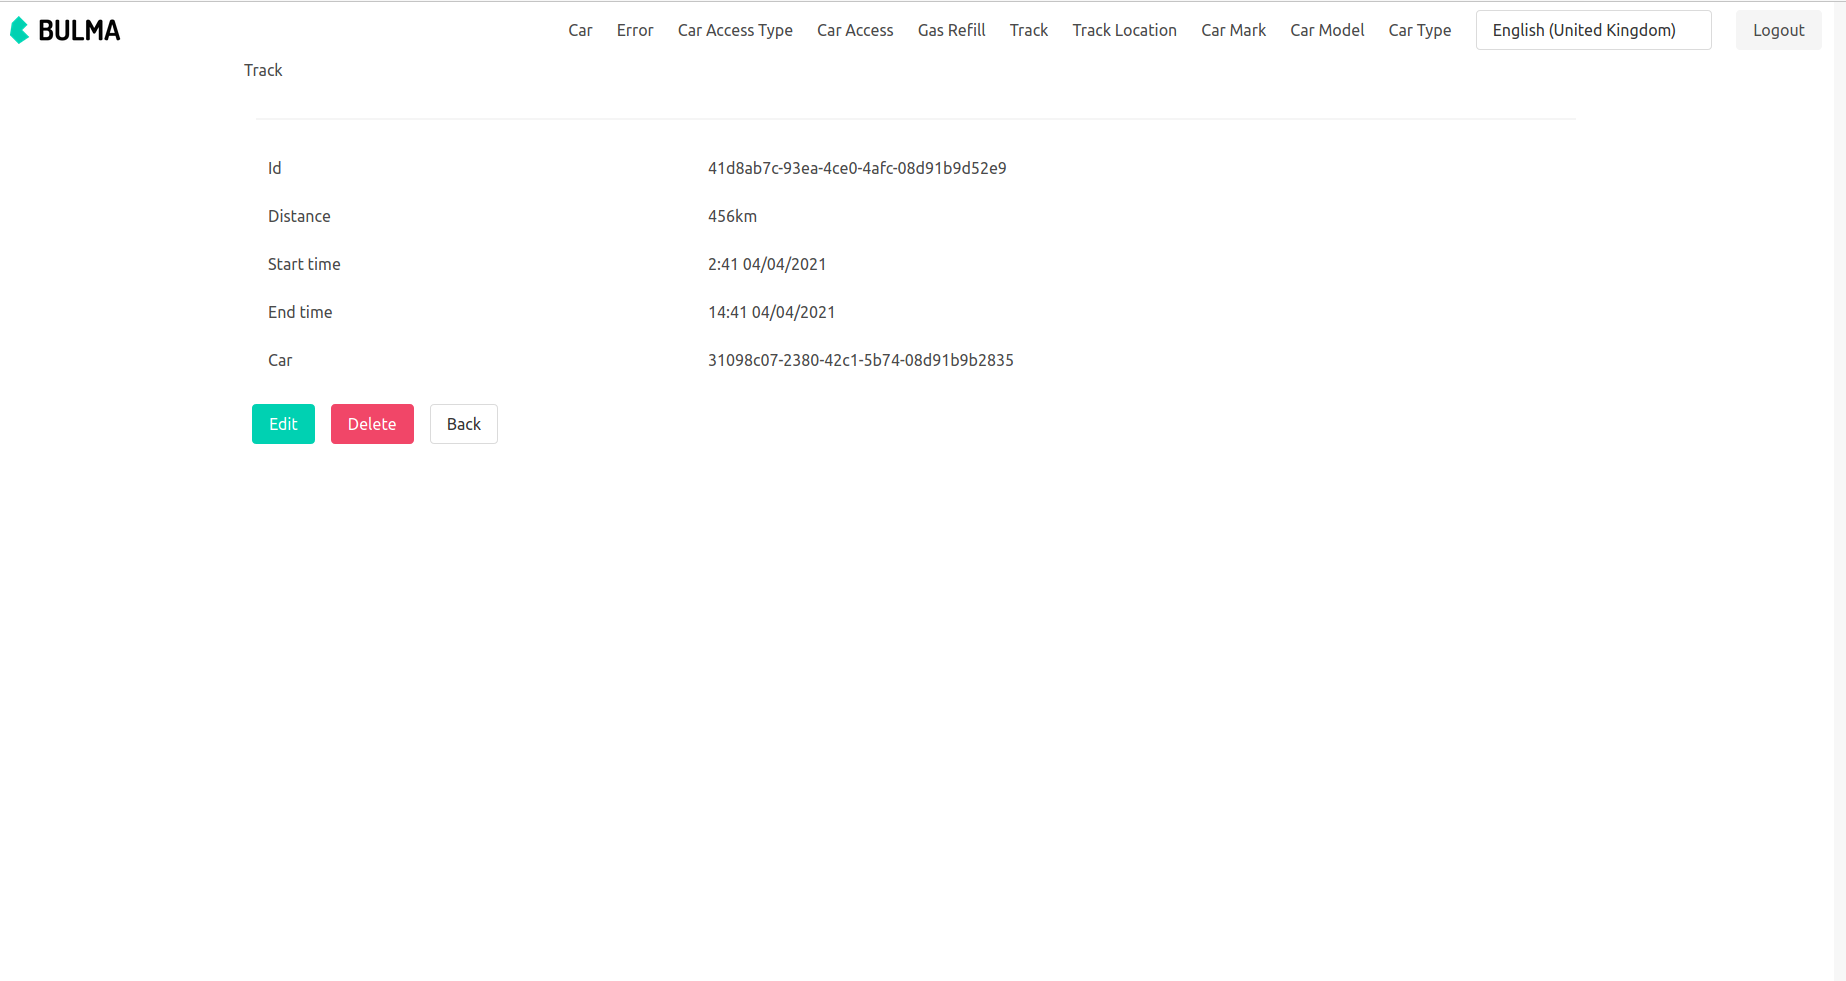 BULMA Car Error Car Access Type Car Access Gas Refill Track Track Location Car Mark Car Model Car Type English (United Kingdom) Logout
Track
Id 41d8ab7c-93ea-4ce0-4afc-08d91b9d52e9
Distance 456km
Start time 2:41 04/04/2021
End time 14:41 04/04/2021
Car 31098c07-2380-42c1-5b74-08d91b9b2835
Edit Delete Back